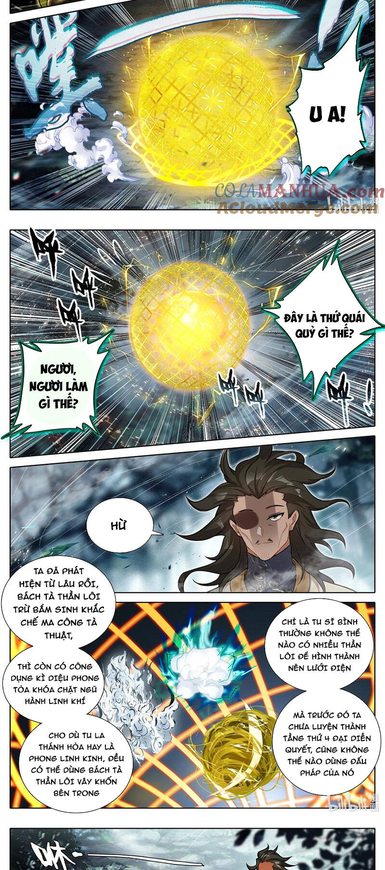 U A!
COLAMANHUA.COM
ACloudMerge.com
ĐÂY LÀ THỨ QUÁI
QUỶ GÌ THẾ?
NGƯƠI,
NGƯƠI LÀM
GÌ THẾ?
HỪ
TA ĐÃ PHÁT
HIỆN TỪ LÂU RỒI,
BÁCH TÀ THẦN LÔI
TRỪ BẨM SINH KHẮC
CHẾ MA CÔNG TÀ
THUẬT,
THÌ CÒN CÓ CÔNG
DỤNG KÌ DIỆU PHONG
TỎA KHÓA CHẶT NGŨ
HÀNH LINH KHÍ
CHO DÙ TU LA
THÁNH HÓA HAY LÀ
PHONG LINH KINH, ĐỀU
CÓ THỂ DÙNG BÁCH TÀ
THẦN LÔI VÂY KHỐN
BÊN TRONG
CHỈ LÀ TU SĨ BÌNH
THƯỜNG KHÔNG THỂ
NÀO CÓ NHIỀU THẦN
LÔI ĐỂ HÌNH THÀNH
NÊN LƯỚI ĐIỆN
MÀ TRƯỚC ĐÓ TA
CHƯA LUYỆN THÀNH
TẦNG THỨ 4 ĐẠI DIỄN
QUYẾT, CŨNG KHÔNG
THỂ NÀO DÙNG ĐẤU
PHÁP CỦA NÓ